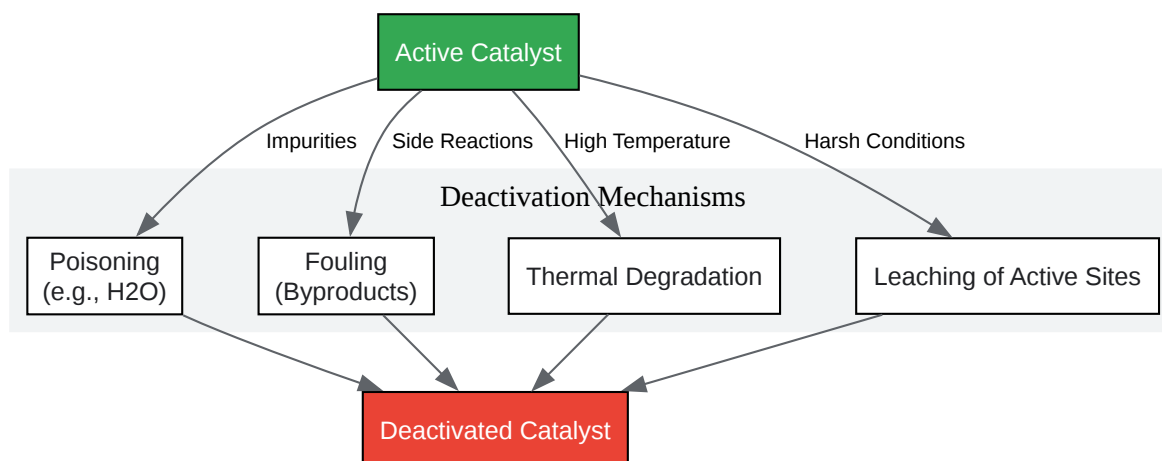 Active Catalyst
Impurities
Side Reactions
High Temperature
Harsh Conditions
Deactivation Mechanisms
Poisoning
(e.g., H2O)
Fouling
(Byproducts)
Thermal Degradation
Leaching of Active Sites
Deactivated Catalyst